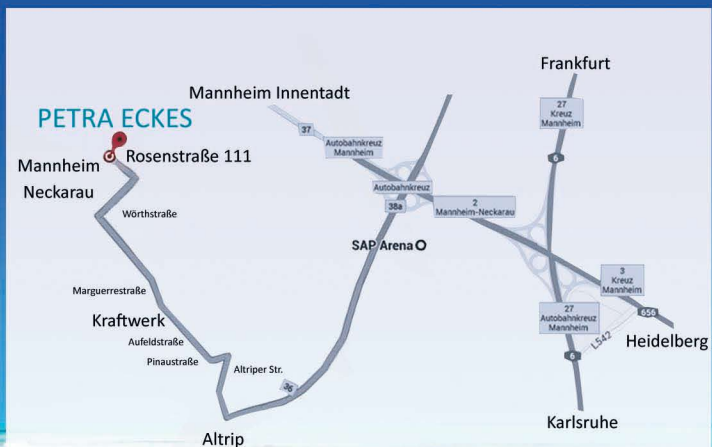 Frankfurt
Mannheim Innentadt
27
Kreuz
Mannheim
PETRA ECKES
37
Autobahnkreuz
Mannheim
Mannheim
Neckarau
Rosenstraße 111
6
Autobahnkreuz
38a
2
Mannheim-Neckarau
Wörthstraße
SAP Arena
3
Kreuz
Mannheim
Marguerrestraße
27
Autobahnkreuz
Mannheim
656
Kraftwerk
L542
Heidelberg
Aufeldstraße
6
Pinaustraße
Altriper Str.
36
Karlsruhe
Altrip